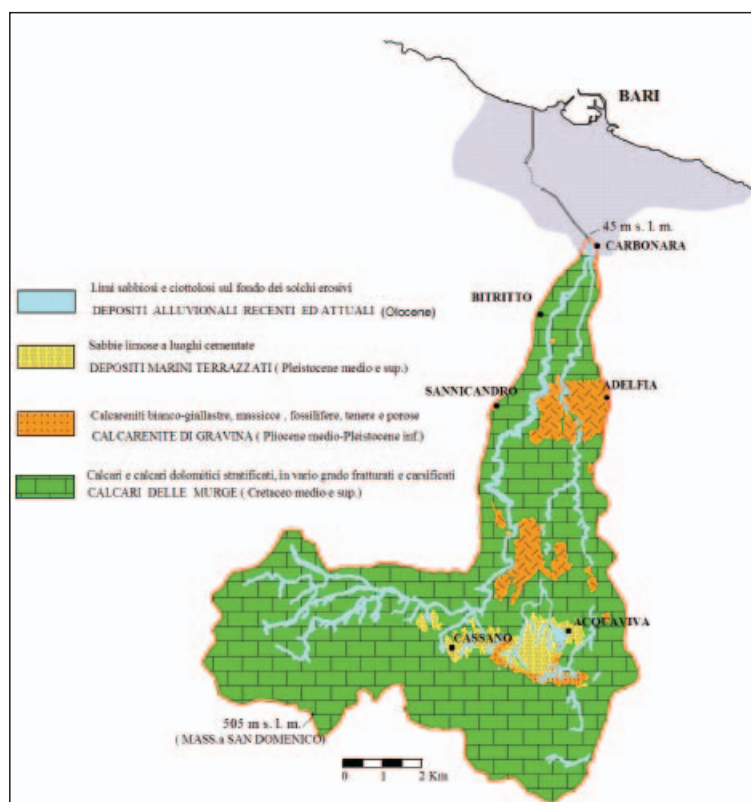 BARI
45 m s. l. m.
CARBONARA
Limi sabbiosi e ciottolosi sul fondo dei solchi erosivi
DEPOSITI ALLUVIONALI RECENTI ED ATTUALI (Olocene)
BITRITTO
Sabbie limose a luoghi cementate
DEPOSITI MARINI TERRAZZATI ( Pleistocene medio e sup.)
SANNICANDRO
ADELFIA
Calcareniti bianco-giallastre, massicce , fossilifere, tenere e porose
CALCARENITE DI GRAVINA ( Pliocene medio-Pleistocene inf.)
Calcari e calcari dolomitici stratificati, in vario grado fratturati e carsificati
CALCARI DELLE MURGE ( Cretaceo medio e sup.)
ACQUAVIVA
CASSANO
505 m s. l. m.
( MASS.a SAN DOMENICO)
0 1 2 Km